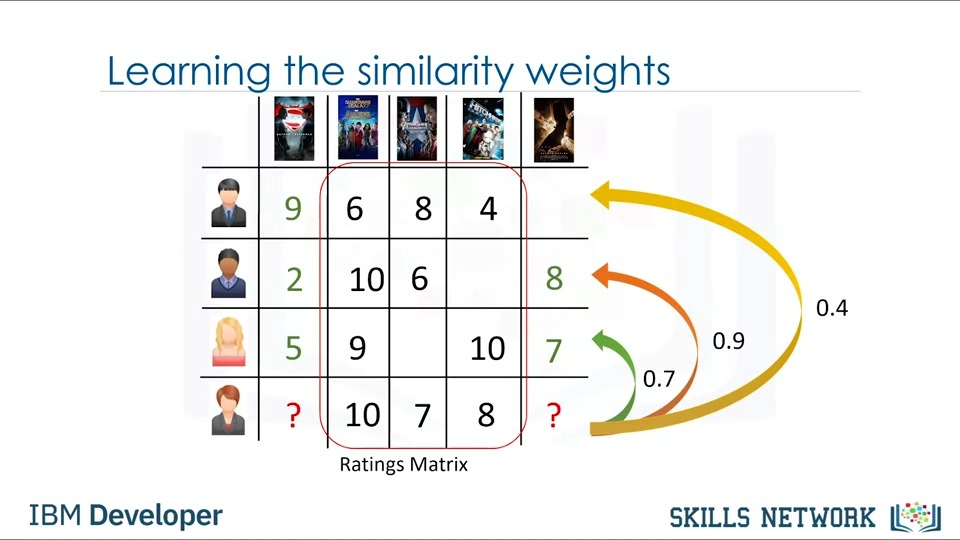 Learning the similarity weights
9 6 8 4
2 10 6 8
5 9 10 7
? 10 7 8 ?
0.4
0.9
0.7
Ratings Matrix
IBM Developer
SKILLS NETWORK